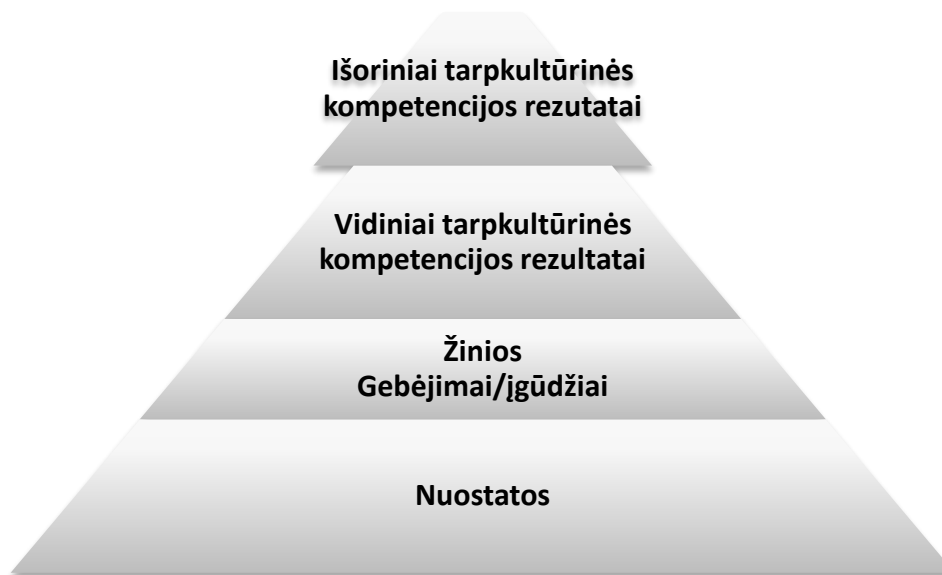 Išoriniai tarpkultūrinės
kompetencijos rezutatai
Vidiniai tarpkultūrinės
kompetencijos rezultatai
Žinios
Gebėjimai/įgūdžiai
Nuostatos